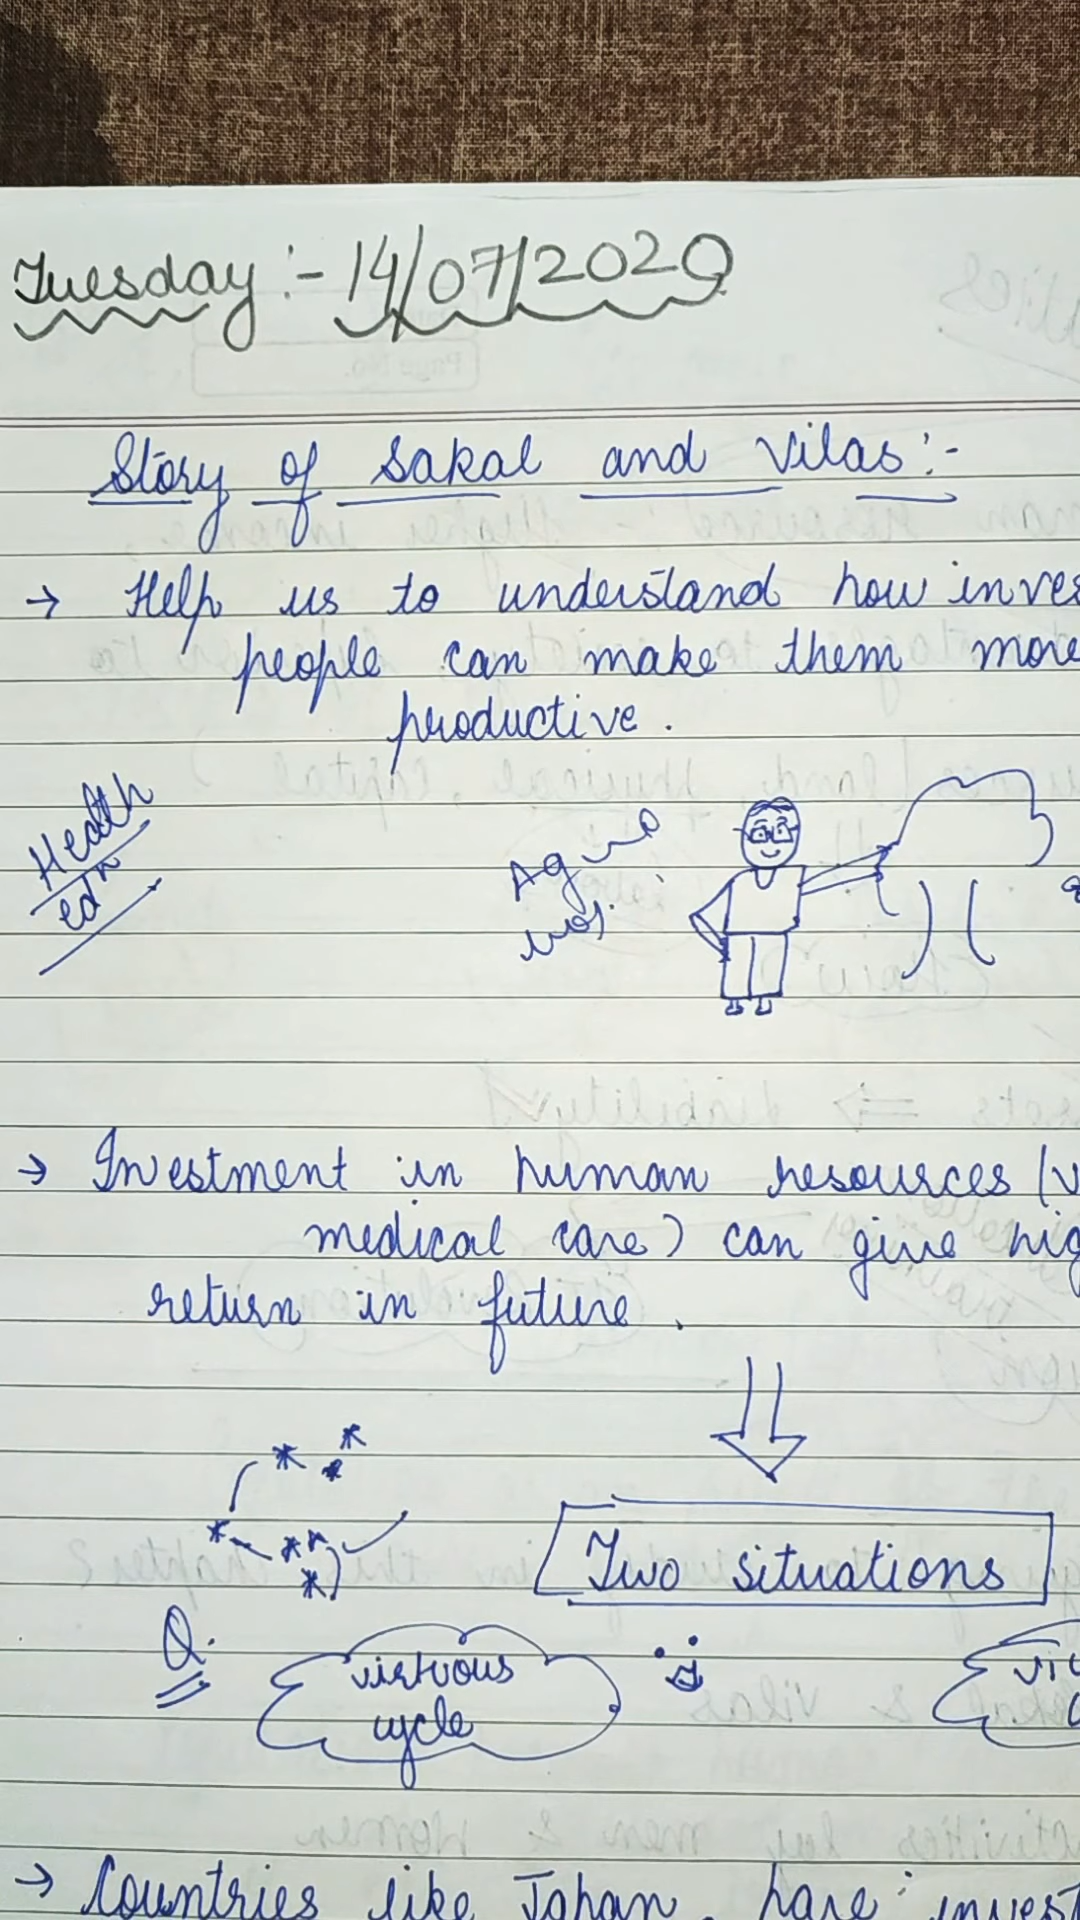 Tuesday :- 14/07/2020
Story of Sakal and Vilas :-
→ Help us to understand how inves
people can make them more
productive.
Health
edn
→ Investment in human resources (v
medical care) can give hig
return in future.
Two situations
Q.
virtuous
cycle
vic
→ Countries like Japan, have invest